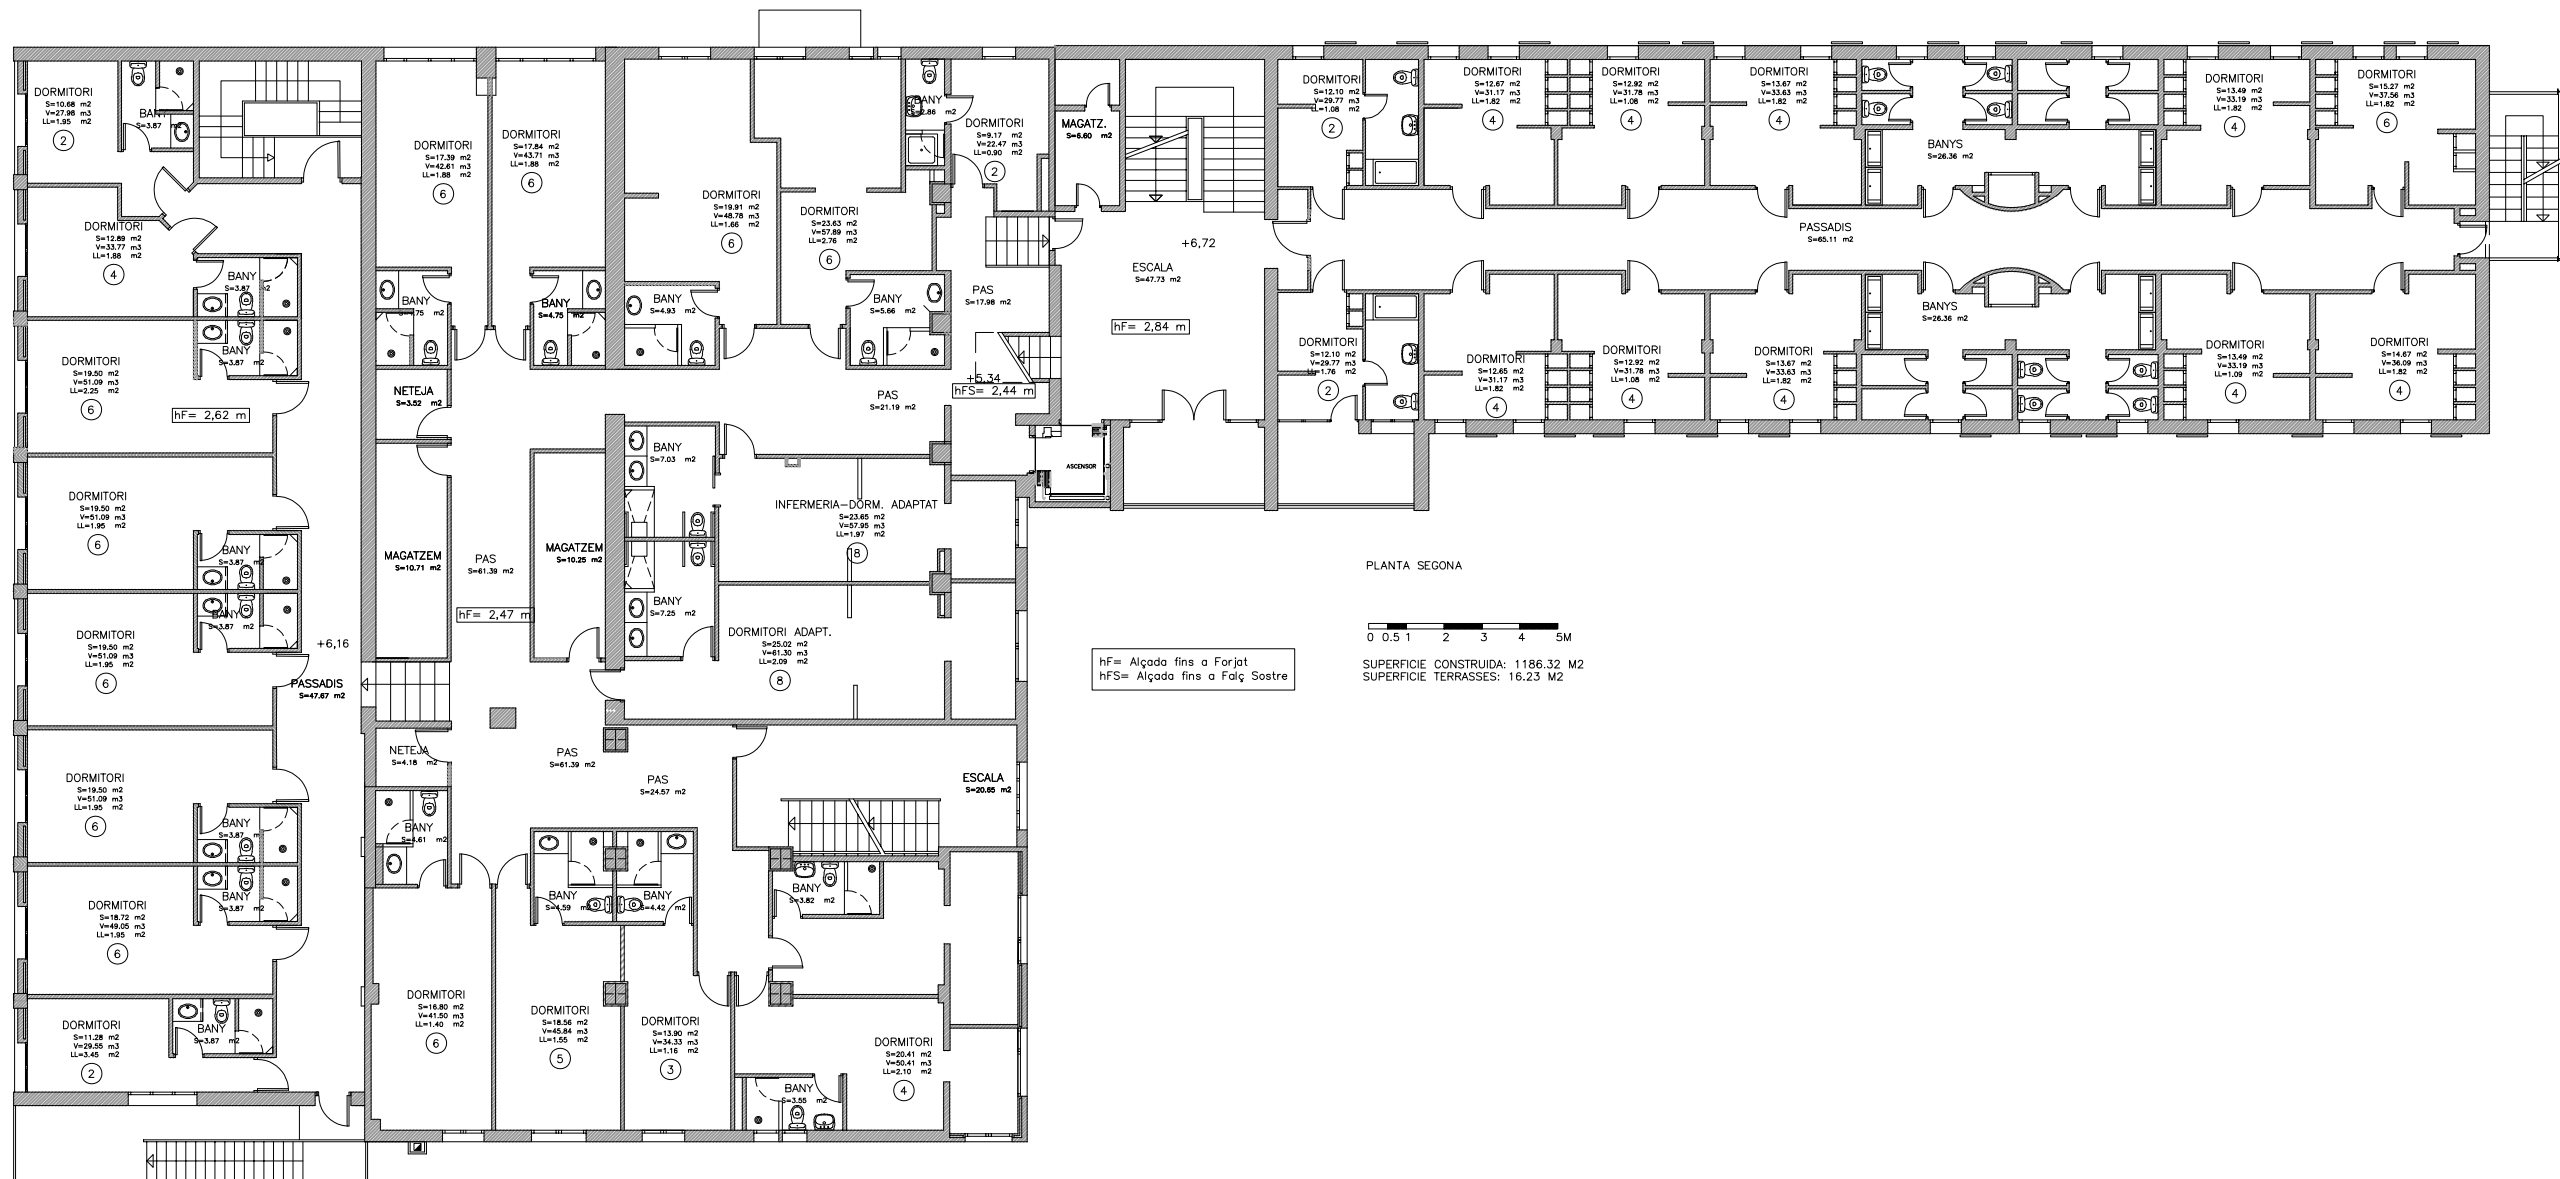 DORMITORI
S=10.68 m2
V=27.98 m3
LL=1.95 m2
2
BANY
S=3.87 m2
DORMITORI
S=12.89 m2
V=33.77 m3
LL=1.88 m2
4
BANY
S=3.87 m2
DORMITORI
S=19.50 m2
V=51.09 m3
LL=2.25 m2
6
BANY
S=3.87 m2
hF= 2,62 m
DORMITORI
S=19.50 m2
V=51.09 m3
LL=1.95 m2
6
BANY
S=3.87 m2
DORMITORI
S=19.50 m2
V=51.09 m3
LL=1.95 m2
6
BANY
S=3.87 m2
+6,16
PASSADIS
S=47.67 m2
DORMITORI
S=19.50 m2
V=51.09 m3
LL=1.95 m2
6
BANY
S=3.87 m2
DORMITORI
S=18.72 m2
V=49.05 m3
LL=1.95 m2
6
BANY
S=3.87 m2
DORMITORI
S=11.28 m2
V=29.55 m3
LL=3.45 m2
2
BANY
S=3.87 m2
DORMITORI
S=17.39 m2
V=42.61 m3
LL=1.88 m2
6
DORMITORI
S=17.84 m2
V=43.71 m3
LL=1.88 m2
6
BANY
m2
BANY
S=4.75 m2
NETEJA
S=3.52 m2
MAGATZEM
S=10.71 m2
PAS
S=61.39 m2
MAGATZEM
S=10.25 m2
hF= 2,47 m
NETEJA
S=4.18 m2
PAS
S=61.39 m2
PAS
S=24.57 m2
BANY
S=4.61 m2
BANY
S=4.59 m2
BANY
S=4.42 m2
DORMITORI
S=16.80 m2
V=41.50 m3
LL=1.40 m2
6
DORMITORI
S=18.56 m2
V=45.84 m3
LL=1.55 m2
5
DORMITORI
S=13.90 m2
V=34.33 m3
LL=1.16 m2
3
DORMITORI
S=19.91 m2
V=48.78 m3
LL=1.66 m2
6
DORMITORI
S=23.63 m2
V=57.89 m3
LL=2.76 m2
6
BANY
S=2.86 m2
DORMITORI
S=9.17 m2
V=22.47 m3
LL=0.90 m2
2
BANY
S=4.93 m2
BANY
S=5.66 m2
PAS
S=17.98 m2
+5,34
hFS= 2,44 m
PAS
S=21.19 m2
BANY
S=7.03 m2
INFERMERIA-DORM. ADAPTAT
S=23.65 m2
V=57.95 m3
LL=1.97 m2
8
BANY
S=7.25 m2
DORMITORI ADAPT.
S=25.02 m2
V=61.30 m3
LL=2.09 m2
8
ESCALA
S=20.65 m2
BANY
S=3.82 m2
DORMITORI
S=20.41 m2
V=50.41 m3
LL=2.10 m2
4
BANY
S=3.55 m2
MAGATZ.
S=5.60 m2
+6,72
ESCALA
S=47.73 m2
hF= 2,84 m
ASCENSOR
DORMITORI
S=12.10 m2
V=29.77 m3
LL=1.08 m2
2
DORMITORI
S=12.67 m2
V=31.17 m3
LL=1.82 m2
4
DORMITORI
S=12.92 m2
V=31.78 m3
LL=1.08 m2
4
DORMITORI
S=13.67 m2
V=33.63 m3
LL=1.82 m2
4
BANYS
S=26.36 m2
DORMITORI
S=13.49 m2
V=33.19 m3
LL=1.82 m2
4
DORMITORI
S=15.27 m2
V=37.56 m3
LL=1.82 m2
6
PASSADIS
S=65.11 m2
DORMITORI
S=12.10 m2
V=29.77 m3
LL=1.76 m2
2
DORMITORI
S=12.65 m2
V=31.17 m3
LL=1.82 m2
4
DORMITORI
S=12.92 m2
V=31.78 m3
LL=1.08 m2
4
DORMITORI
S=13.67 m2
V=33.63 m3
LL=1.82 m2
4
BANYS
S=26.36 m2
DORMITORI
S=13.49 m2
V=33.19 m3
LL=1.09 m2
4
DORMITORI
S=14.67 m2
V=36.09 m3
LL=1.82 m2
4
PLANTA SEGONA
0 0.5 1 2 3 4 5M
SUPERFICIE CONSTRUIDA: 1186.32 M2
SUPERFICIE TERRASSES: 16.23 M2
hF= Alçada fins a Forjat
hFS= Alçada fins a Falç Sostre